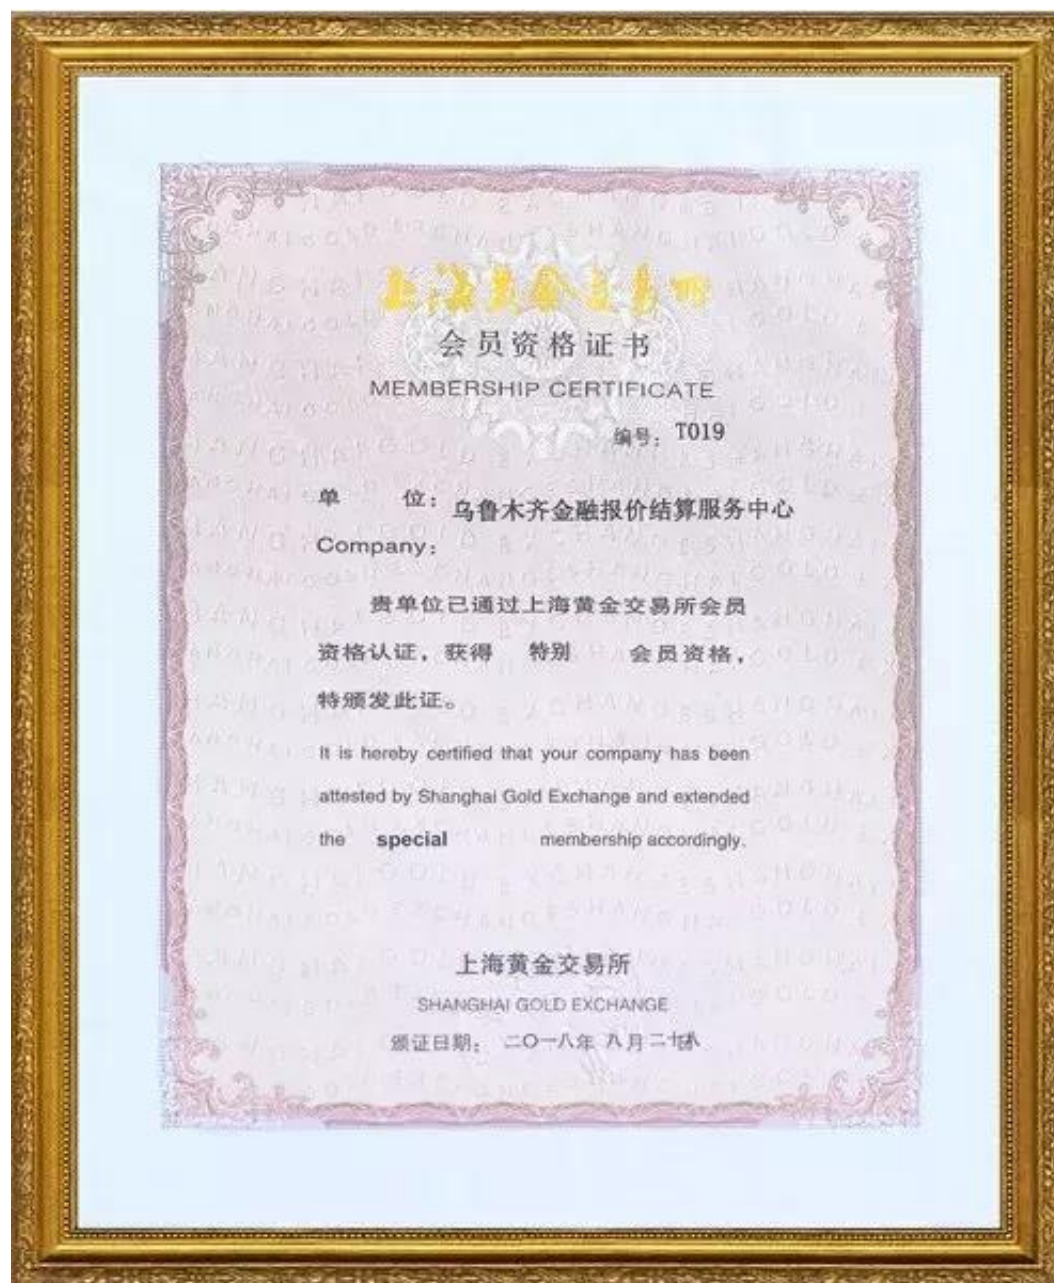 上海黄金交易所
会员资格证书
MEMBERSHIP CERTIFICATE
编号：T019
单 位：乌鲁木齐金融报价结算服务中心
Company：
贵单位已通过上海黄金交易所会员
资格认证，获得 特别 会员资格，
特颁发此证。
It is hereby certified that your company has been
attested by Shanghai Gold Exchange and extended
the special membership accordingly.
上海黄金交易所
SHANGHAI GOLD EXCHANGE
颁证日期：二〇一八年 八月二十